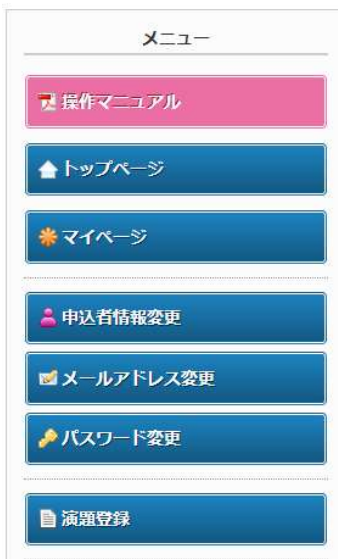 メニュー
操作マニュアル
トップページ
マイページ
申込者情報変更
メールアドレス変更
パスワード変更
演題登録